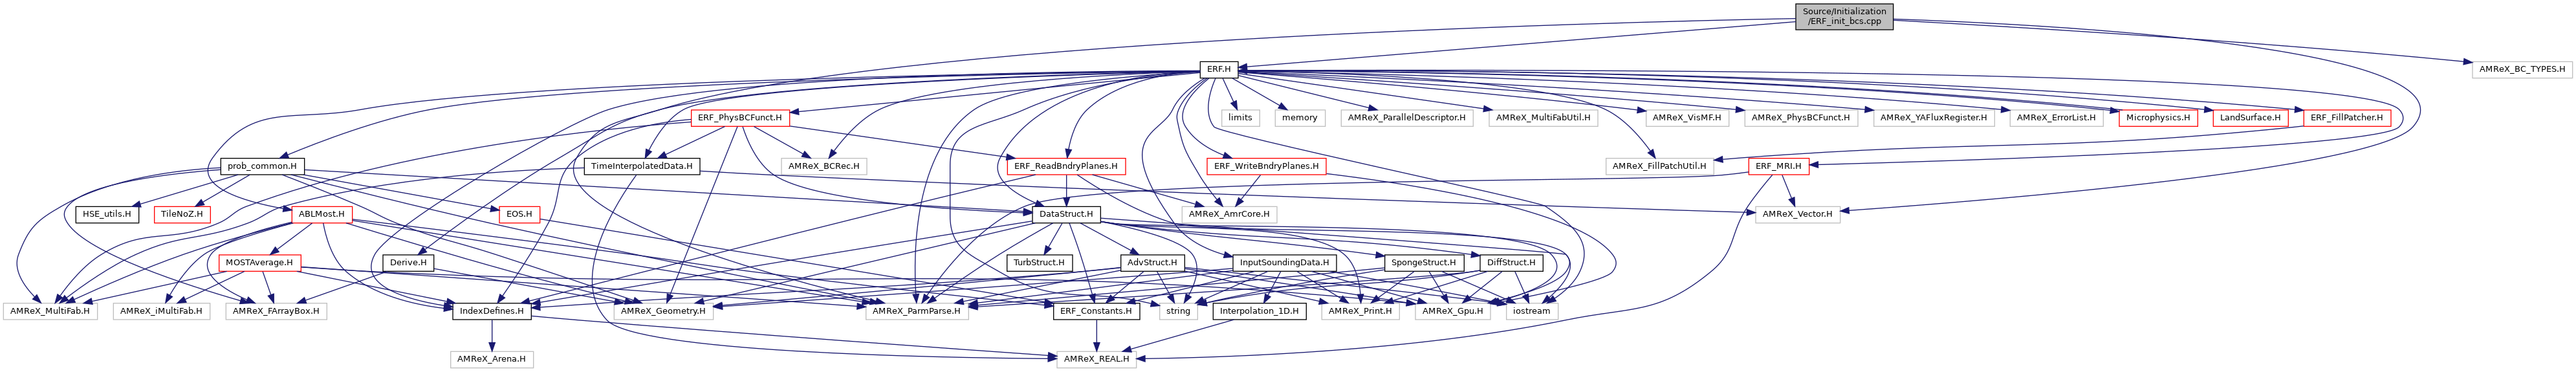 Source/Initialization
/ERF_init_bcs.cpp
ERF.H
AMReX_BC_TYPES.H
ERF_PhysBCFunct.H
limits
memory
AMReX_ParallelDescriptor.H
AMReX_MultiFabUtil.H
AMReX_VisMF.H
AMReX_PhysBCFunct.H
AMReX_YAFluxRegister.H
AMReX_ErrorList.H
Microphysics.H
LandSurface.H
ERF_FillPatcher.H
prob_common.H
TimeInterpolatedData.H
AMReX_BCRec.H
ERF_ReadBndryPlanes.H
ERF_WriteBndryPlanes.H
AMReX_FillPatchUtil.H
ERF_MRI.H
HSE_utils.H
TileNoZ.H
ABLMost.H
EOS.H
DataStruct.H
AMReX_AmrCore.H
AMReX_Vector.H
MOSTAverage.H
Derive.H
TurbStruct.H
AdvStruct.H
InputSoundingData.H
SpongeStruct.H
DiffStruct.H
AMReX_MultiFab.H
AMReX_iMultiFab.H
AMReX_FArrayBox.H
IndexDefines.H
AMReX_Geometry.H
AMReX_ParmParse.H
ERF_Constants.H
string
Interpolation_1D.H
AMReX_Print.H
AMReX_Gpu.H
iostream
AMReX_Arena.H
AMReX_REAL.H